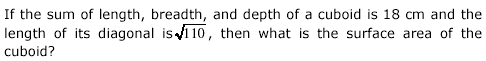 If the sum of length, breadth, and depth of a cuboid is 18 cm and the
length of its diagonal is √110, then what is the surface area of the
cuboid?